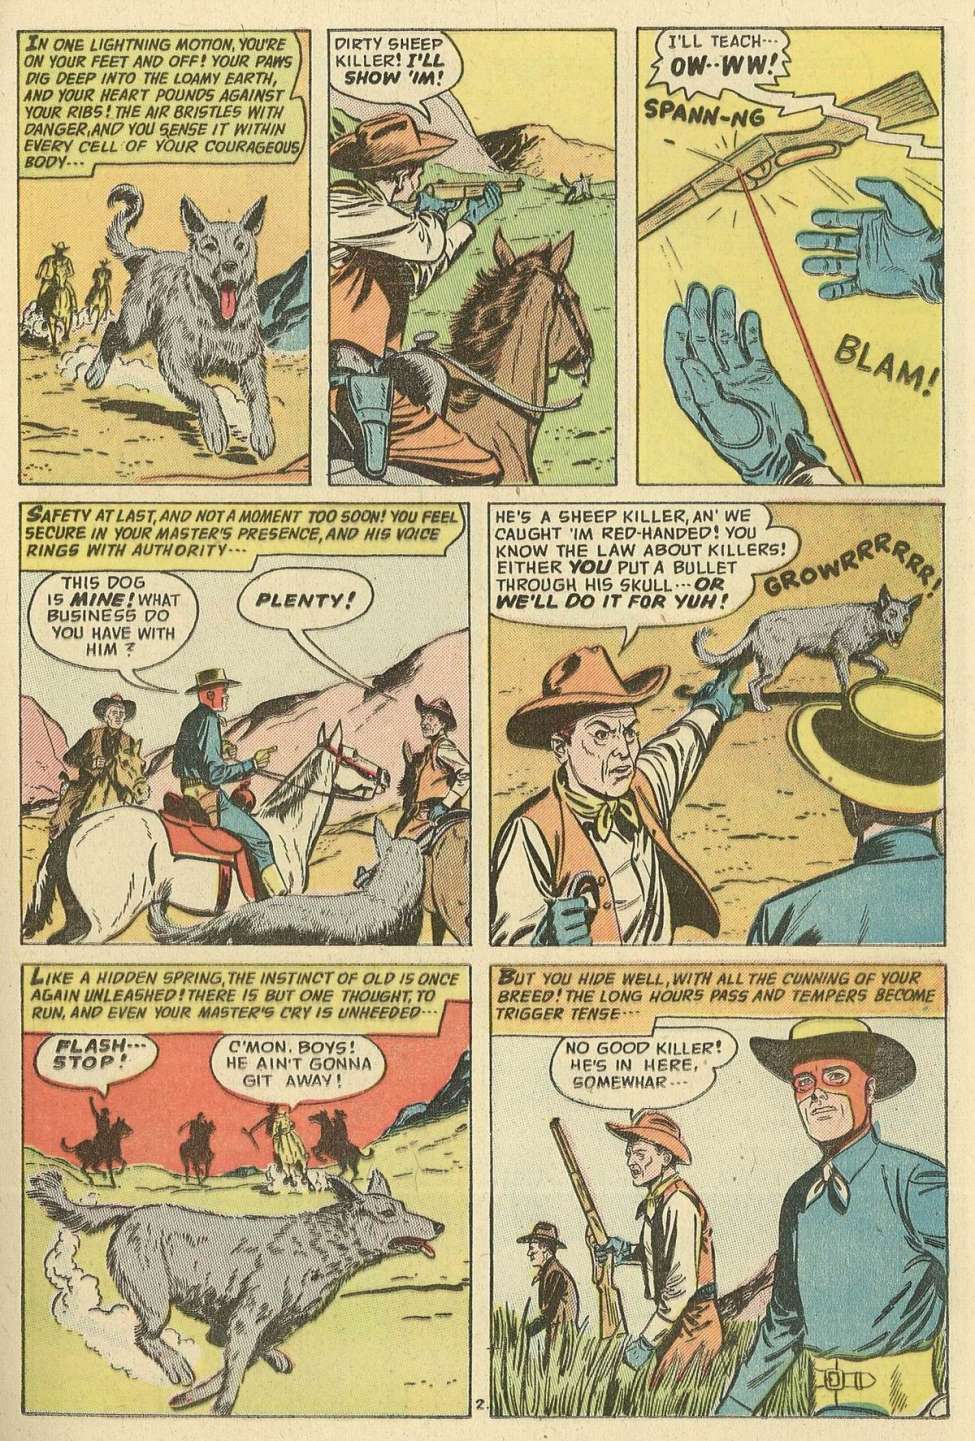 IN ONE LIGHTNING MOTION, YOU'RE
ON YOUR FEET AND OFF! YOUR PAWS
DIG DEEP INTO THE LOAMY EARTH,
AND YOUR HEART POUNDS AGAINST
YOUR RIBS! THE AIR BRISTLES WITH
DANGER, AND YOU SENSE IT WITHIN
EVERY CELL OF YOUR COURAGEOUS
BODY---
DIRTY SHEEP
KILLER! I'LL
SHOW 'IM!
I'LL TEACH---
OW--WW!
SPANN-NG
BLAM!
SAFETY AT LAST, AND NOT A MOMENT TOO SOON! YOU FEEL
SECURE IN YOUR MASTER'S PRESENCE, AND HIS VOICE
RINGS WITH AUTHORITY---
THIS DOG
IS MINE! WHAT
BUSINESS DO
YOU HAVE WITH
HIM?
PLENTY!
HE'S A SHEEP KILLER, AN' WE
CAUGHT 'IM RED-HANDED! YOU
KNOW THE LAW ABOUT KILLERS!
EITHER YOU PUT A BULLET
THROUGH HIS SKULL---OR
WE'LL DO IT FOR YUH!
GROWRRRRRRR!
LIKE A HIDDEN SPRING, THE INSTINCT OF OLD IS ONCE
AGAIN UNLEASHED! THERE IS BUT ONE THOUGHT, TO
RUN, AND EVEN YOUR MASTER'S CRY IS UNHEEDED---
FLASH---
STOP!
C'MON, BOYS!
HE AIN'T GONNA
GIT AWAY!
BUT YOU HIDE WELL, WITH ALL THE CUNNING OF YOUR
BREED! THE LONG HOURS PASS AND TEMPERS BECOME
TRIGGER TENSE---
NO GOOD KILLER!
HE'S IN HERE,
SOMEWHAR---
2.